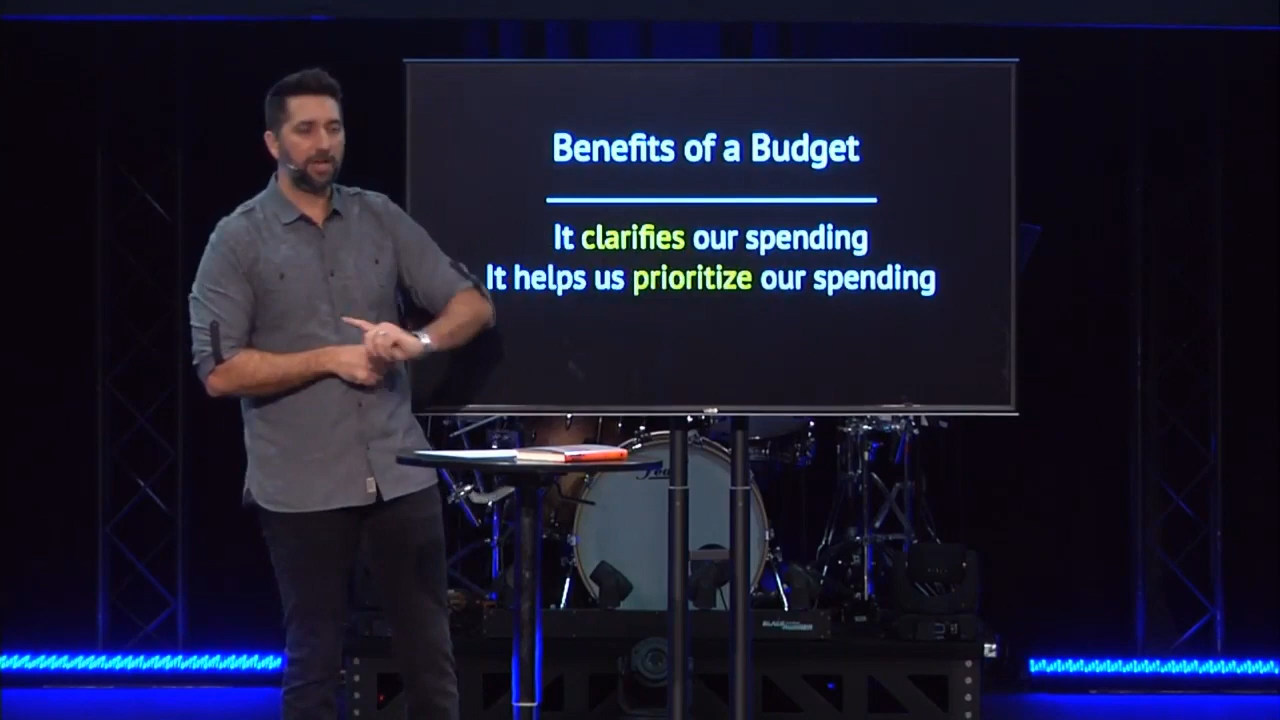 Benefits of a Budget
It clarifies our spending
It helps us prioritize our spending